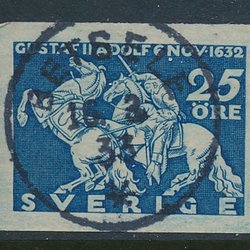 GUSTAF II ADOLF 6 NOV · 1632
25
ÖRE
SVERIGE